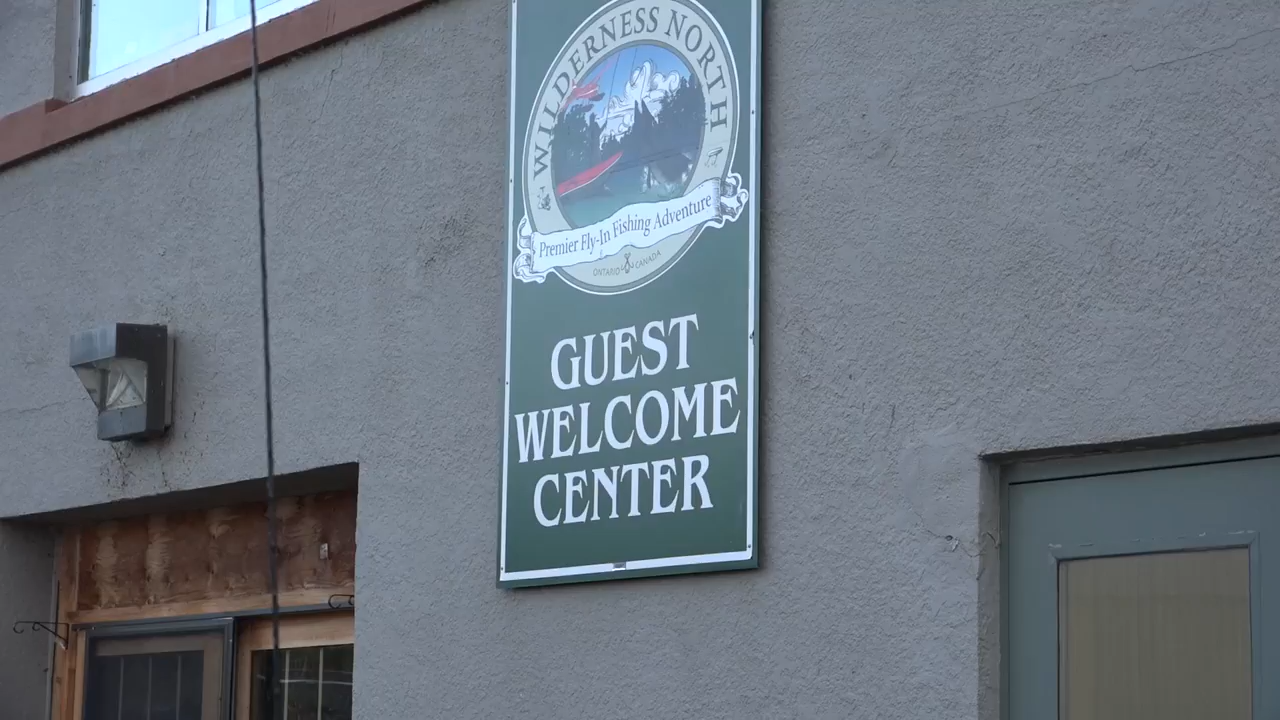 WILDERNESS NORTH
Premier Fly-In Fishing Adventure
ONTARIO CANADA
GUEST
WELCOME
CENTER